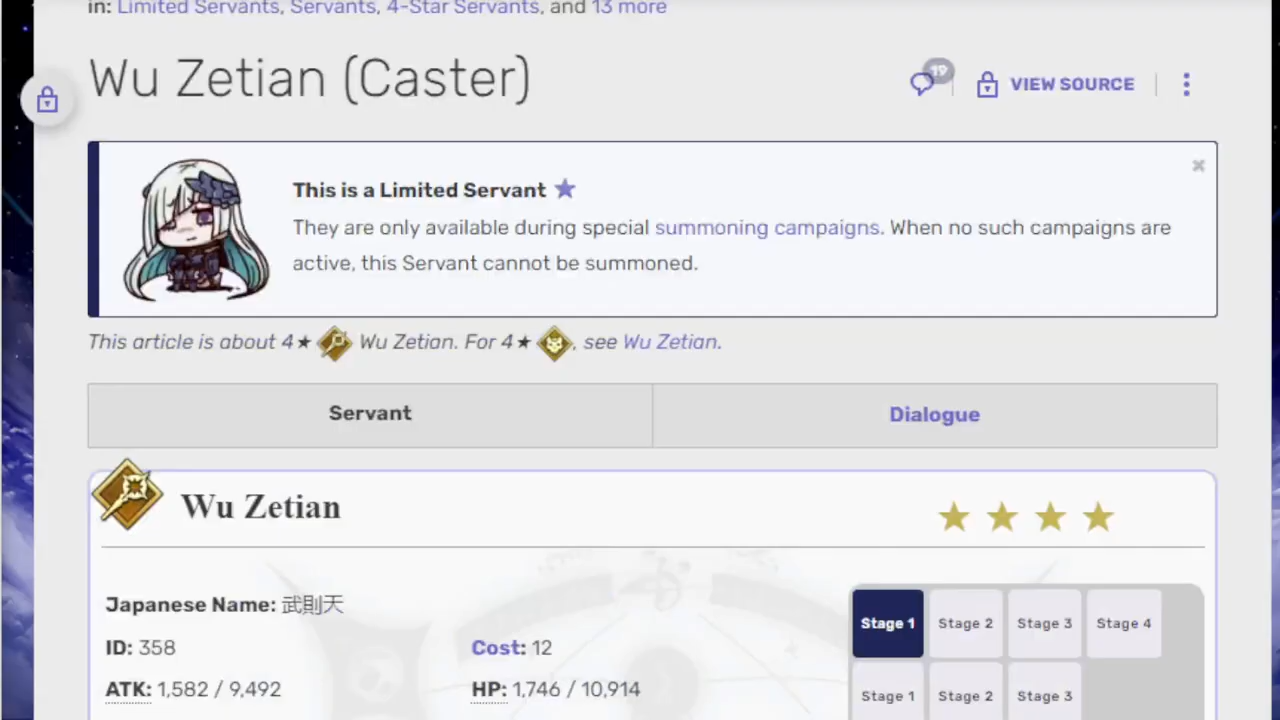 in: Limited Servants, Servants, 4-Star Servants, and 13 more
Wu Zetian (Caster)
19
VIEW SOURCE
This is a Limited Servant
They are only available during special summoning campaigns. When no such campaigns are
active, this Servant cannot be summoned.
This article is about 4★ Wu Zetian. For 4★ , see Wu Zetian.
Servant
Dialogue
Wu Zetian
Japanese Name: 武則天
ID: 358
Cost: 12
ATK: 1,582 / 9,492
HP: 1,746 / 10,914
Stage 1 Stage 2 Stage 3 Stage 4
Stage 1 Stage 2 Stage 3